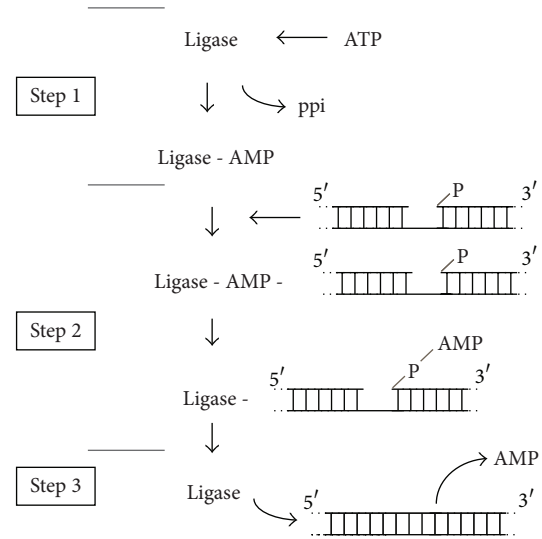 Ligase ATP
Step 1
ppi
Ligase - AMP
5′ P 3′
5′ P 3′
Ligase - AMP -
Step 2
AMP
5′ P 3′
Ligase -
Step 3
AMP
Ligase 5′ 3′